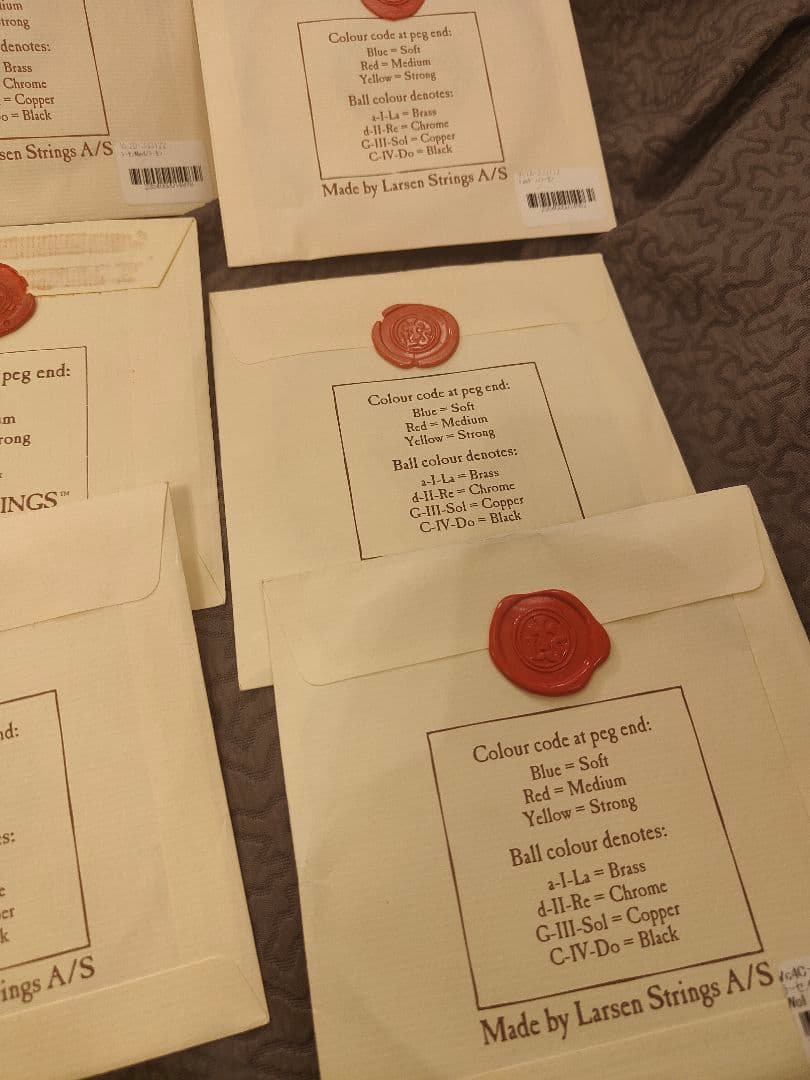 ium
trong
denotes:
Brass
Chrome
= Copper
o = Black
sen Strings A/S
Colour code at peg end:
Blue = Soft
Red = Medium
Yellow = Strong
Ball colour denotes:
a-I-La = Brass
d-II-Re = Chrome
G-III-Sol = Copper
C-IV-Do = Black
Made by Larsen Strings A/S
peg end:
m
rong
INGS™
Colour code at peg end:
Blue = Soft
Red = Medium
Yellow = Strong
Ball colour denotes:
a-I-La = Brass
d-II-Re = Chrome
G-III-Sol = Copper
C-IV-Do = Black
nd:
s:
e
er
k
ings A/S
Colour code at peg end:
Blue = Soft
Red = Medium
Yellow = Strong
Ball colour denotes:
a-I-La = Brass
d-II-Re = Chrome
G-III-Sol = Copper
C-IV-Do = Black
Made by Larsen Strings A/S